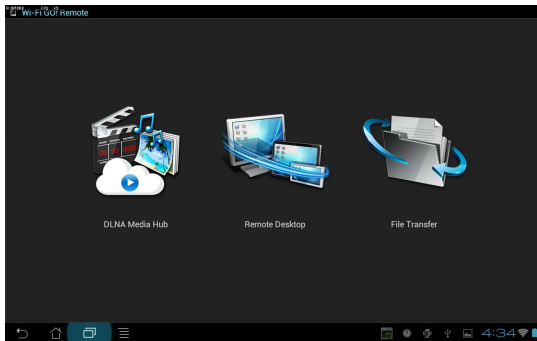 Wi-Fi GO! Remote
DLNA Media Hub
Remote Desktop
File Transfer
4:34